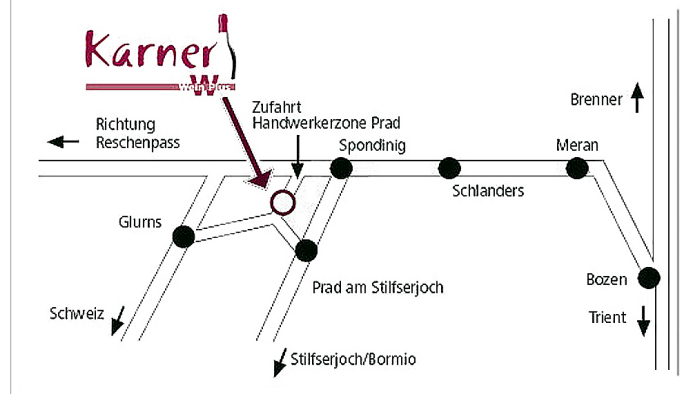 Karner
Wein Plus
Zufahrt
Handwerkerzone Prad
Brenner
Richtung
Reschenpass
Spondinig
Meran
Schlanders
Glurns
Bozen
Prad am Stilfserjoch
Schweiz
Trient
Stilfserjoch/Bormio